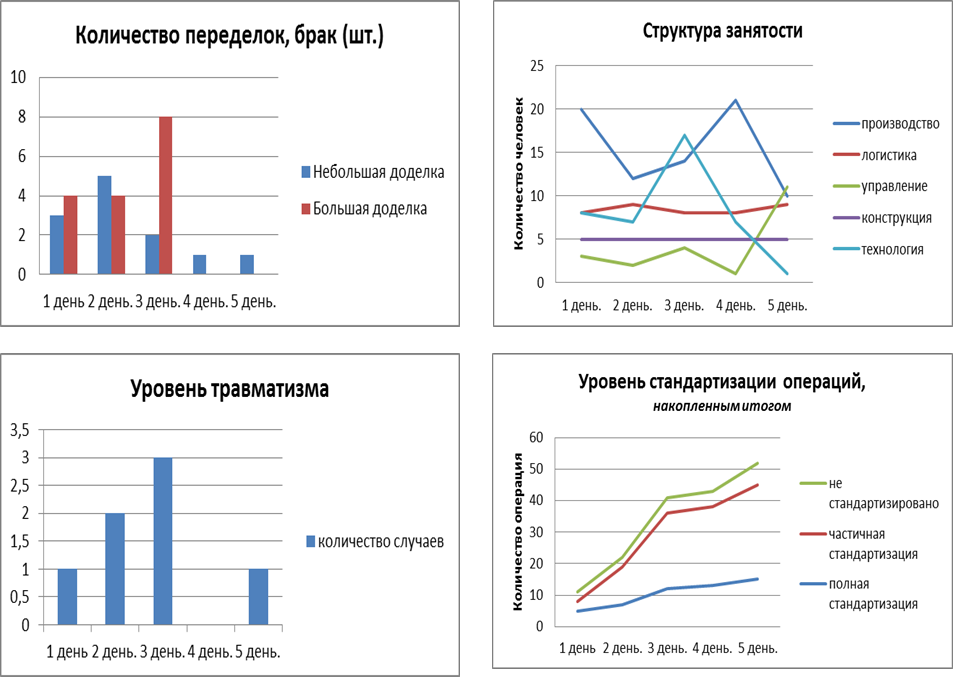 Количество переделок, брак (шт.)
10
8
6
4
2
0
1 день 2 день. 3 день. 4 день. 5 день.
Небольшая доделка
Большая доделка
Структура занятости
Количество человек
25
20
15
10
5
0
1 день. 2 день. 3 день. 4 день. 5 день.
производство
логистика
управление
конструкция
технология
Уровень травматизма
3,5
3
2,5
2
1,5
1
0,5
0
1 день 2 день. 3 день. 4 день. 5 день.
количество случаев
Уровень стандартизации операций,
накопленным итогом
Количество операция
60
50
40
30
20
10
0
1 день 2 день. 3 день. 4 день. 5 день.
не
стандартизировано
частичная
стандартизация
полная
стандартизация